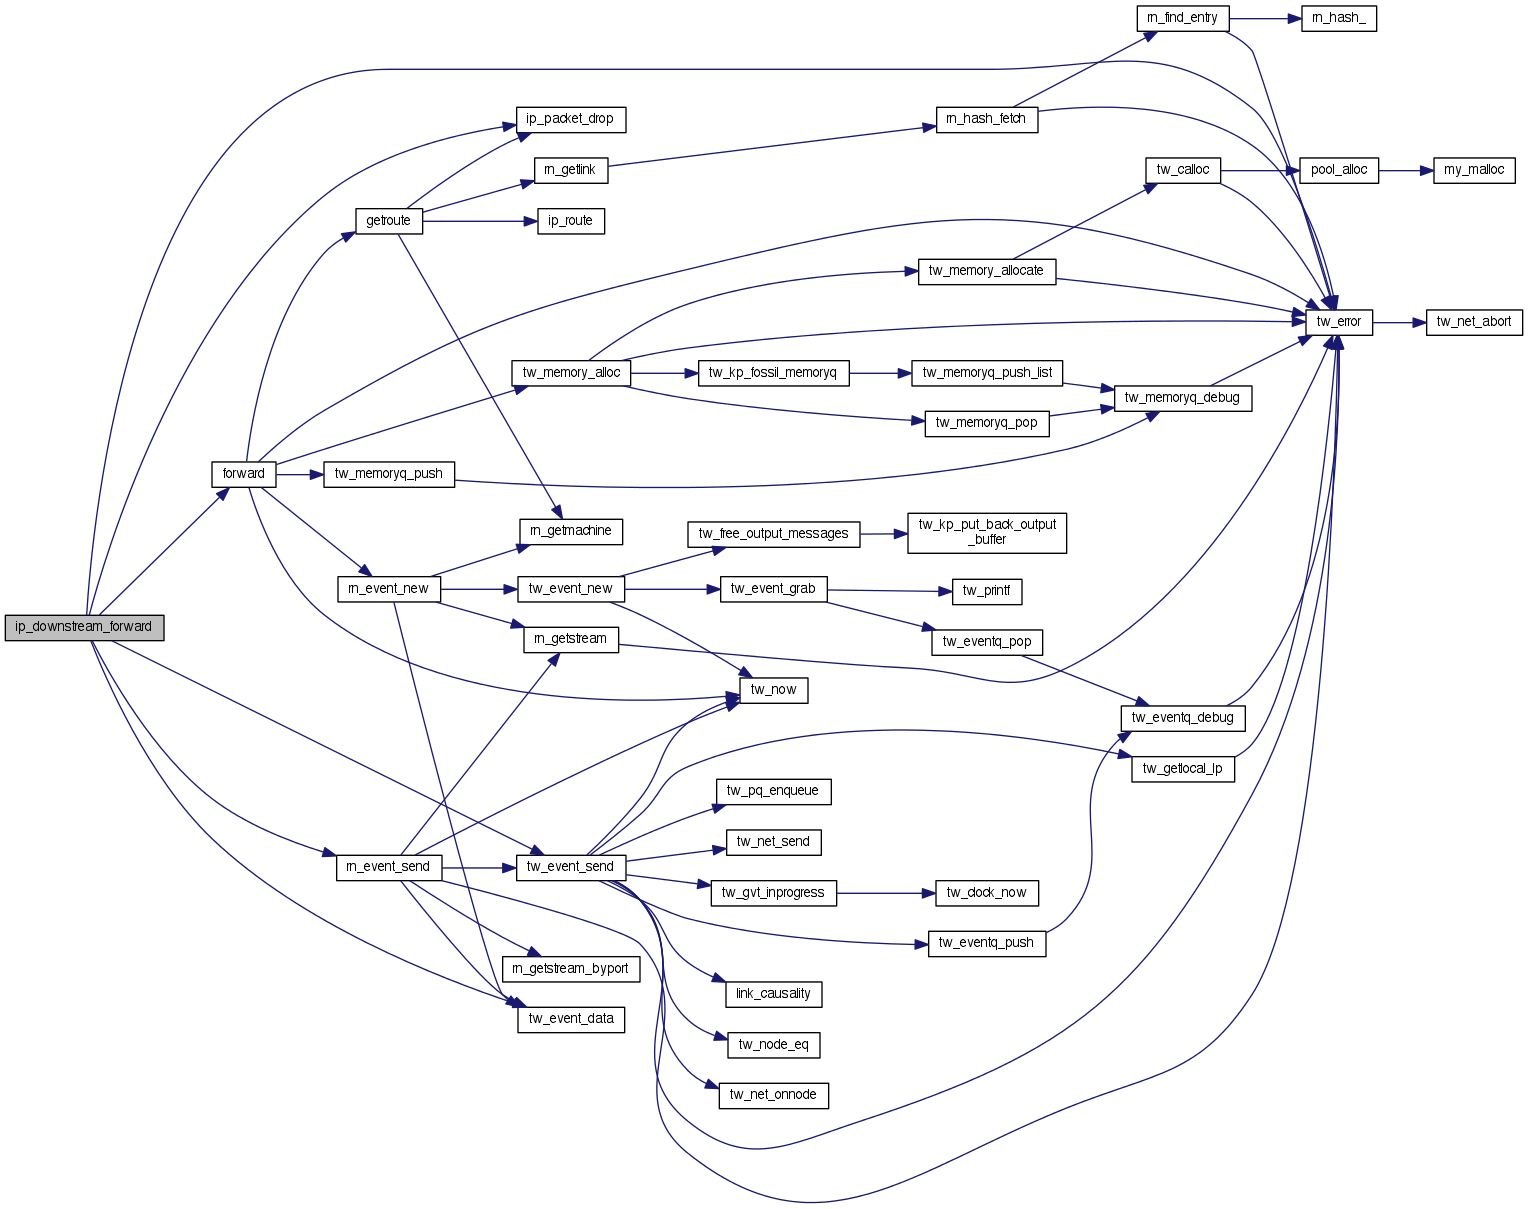 rn_find_entry
rn_hash_
ip_packet_drop
rn_hash_fetch
rn_getlink
tw_calloc
pool_alloc
my_malloc
getroute
ip_route
tw_memory_allocate
tw_error
tw_net_abort
tw_memory_alloc
tw_kp_fossil_memoryq
tw_memoryq_push_list
tw_memoryq_debug
tw_memoryq_pop
forward
tw_memoryq_push
rn_getmachine
tw_free_output_messages
tw_kp_put_back_output
_buffer
rn_event_new
tw_event_new
tw_event_grab
tw_printf
ip_downstream_forward
rn_getstream
tw_eventq_pop
tw_now
tw_eventq_debug
tw_getlocal_lp
tw_pq_enqueue
tw_net_send
rn_event_send
tw_event_send
tw_gvt_inprogress
tw_clock_now
tw_eventq_push
rn_getstream_byport
link_causality
tw_event_data
tw_node_eq
tw_net_onnode